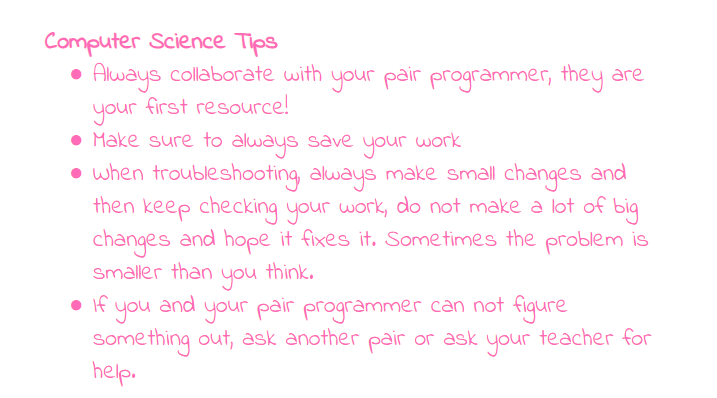 Computer Science Tips
● Always collaborate with your pair programmer, they are
your first resource!
● Make sure to always save your work
● When troubleshooting, always make small changes and
then keep checking your work, do not make a lot of big
changes and hope it fixes it. Sometimes the problem is
smaller than you think.
● If you and your pair programmer can not figure
something out, ask another pair or ask your teacher for
help.